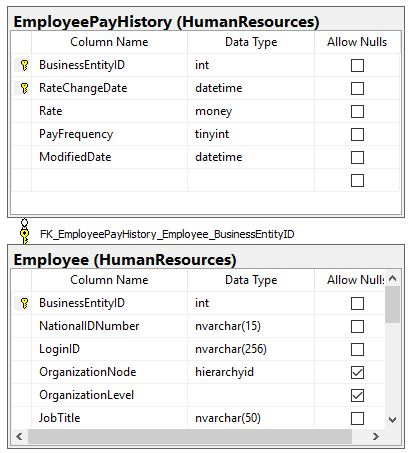 EmployeePayHistory (HumanResources)
Column Name Data Type Allow Nulls
BusinessEntityID int
RateChangeDate datetime
Rate money
PayFrequency tinyint
ModifiedDate datetime
FK_EmployeePayHistory_Employee_BusinessEntityID
Employee (HumanResources)
Column Name Data Type Allow Nulls
BusinessEntityID int
NationalIDNumber nvarchar(15)
LoginID nvarchar(256)
OrganizationNode hierarchyid
OrganizationLevel
JobTitle nvarchar(50)